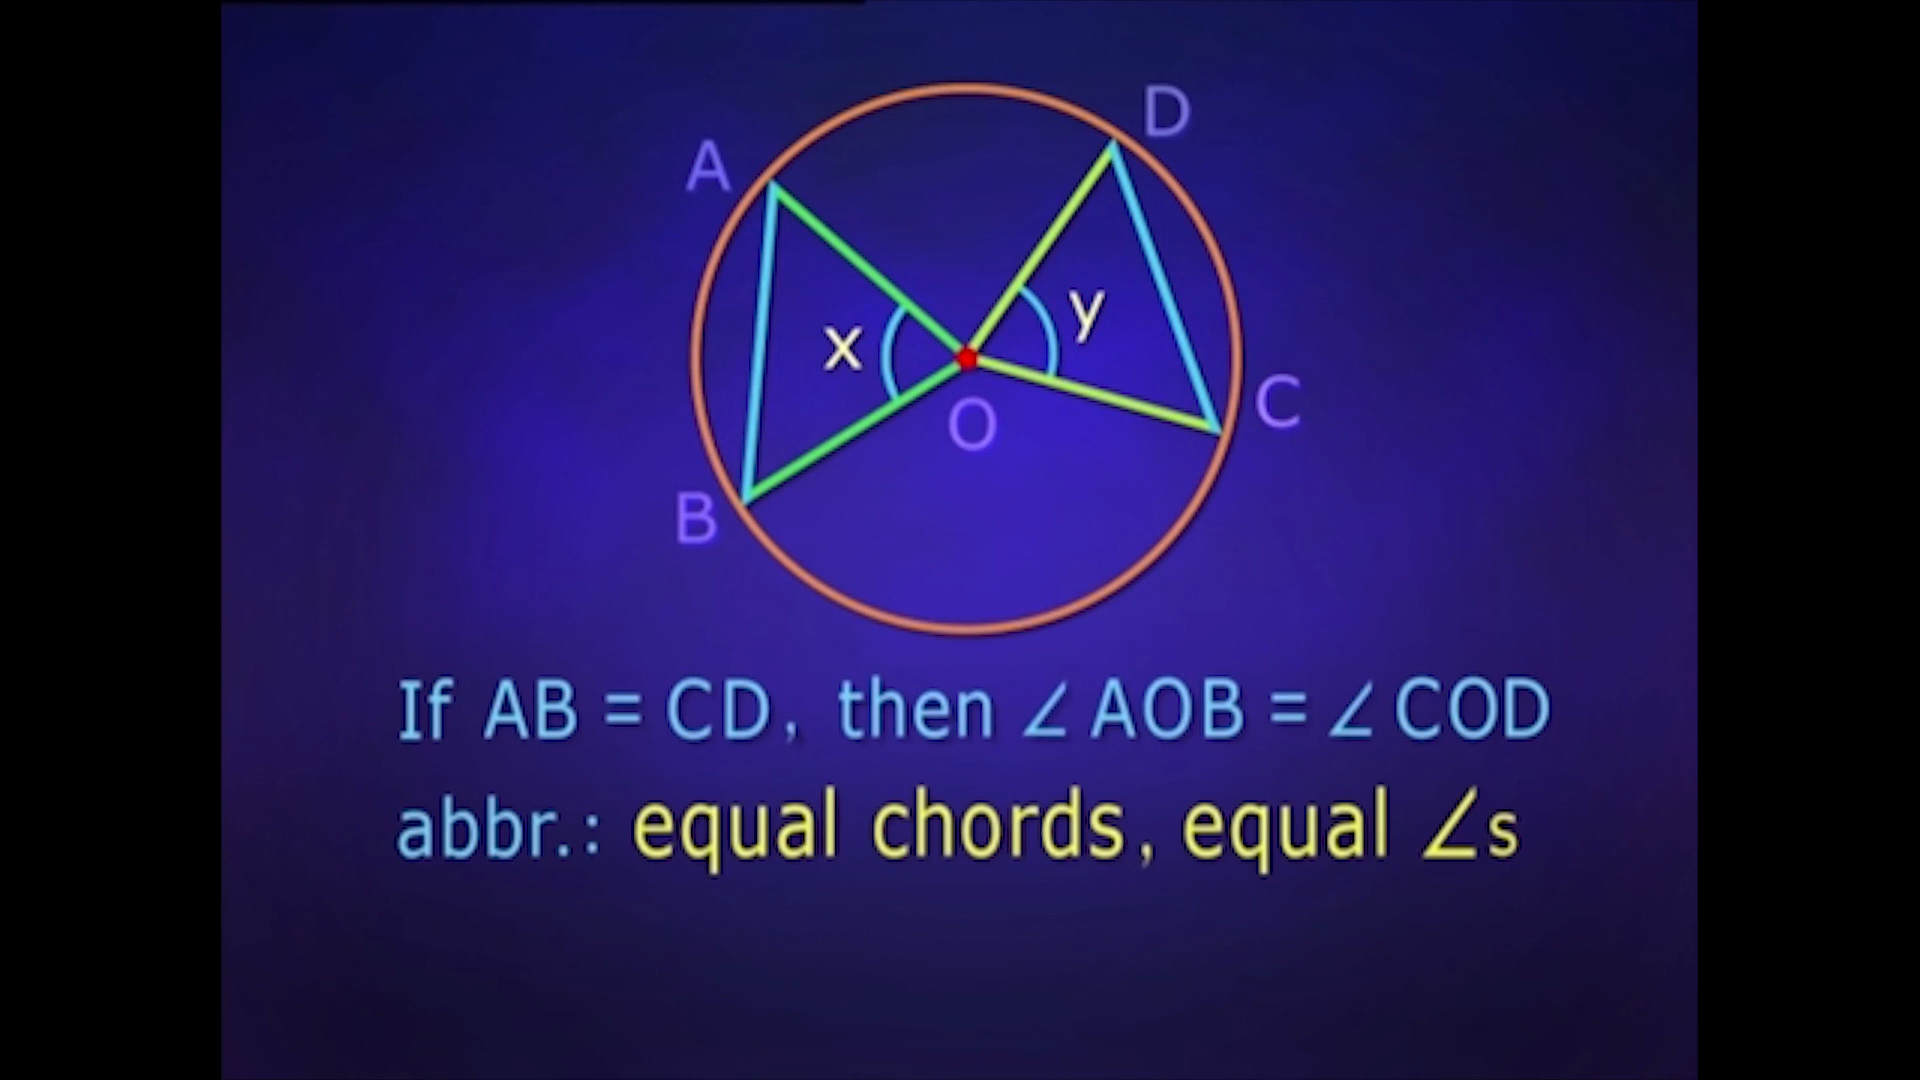 D
A
y
x
C
O
B
If AB = CD, then ∠AOB = ∠COD
abbr.: equal chords, equal ∠s